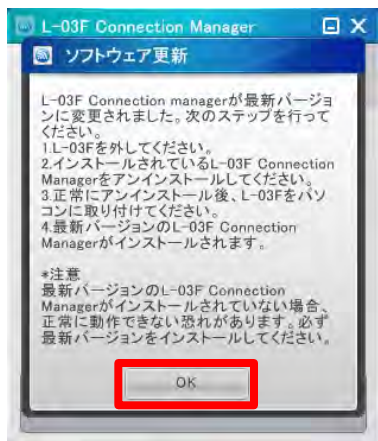 L-03F Connection Manager
ソフトウェア更新
L-03F Connection managerが最新バージョ
ンに変更されました。次のステップを行って
ください。
1.L-03Fを外してください。
2.インストールされているL-03F Connection
Managerをアンインストールしてください。
3.正常にアンインストール後、L-03Fをパソ
コンに取り付けてください。
4.最新バージョンのL-03F Connection
Managerがインストールされます。
*注意
最新バージョンのL-03F Connection
Managerがインストールされていない場合、
正常に動作できない恐れがあります。必ず
最新バージョンをインストールしてください。
OK